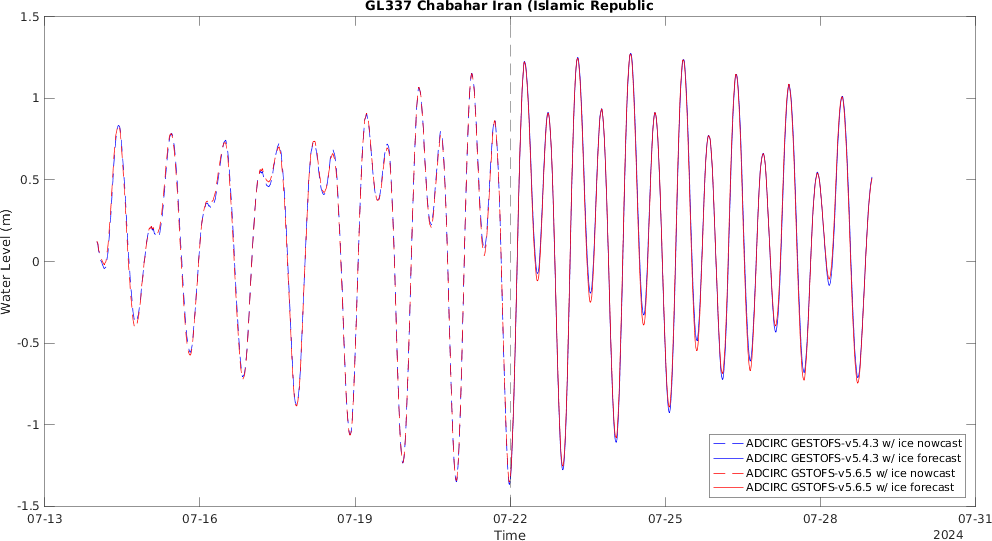 GL337 Chabahar Iran (Islamic Republic
1.5
1
0.5
0
-0.5
-1
-1.5
Water Level (m)
07-13
07-16
07-19
07-22
07-25
07-28
07-31
Time
2024
ADCIRC GESTOFS-v5.4.3 w/ ice nowcast
ADCIRC GESTOFS-v5.4.3 w/ ice forecast
ADCIRC GSTOFS-v5.6.5 w/ ice nowcast
ADCIRC GSTOFS-v5.6.5 w/ ice forecast